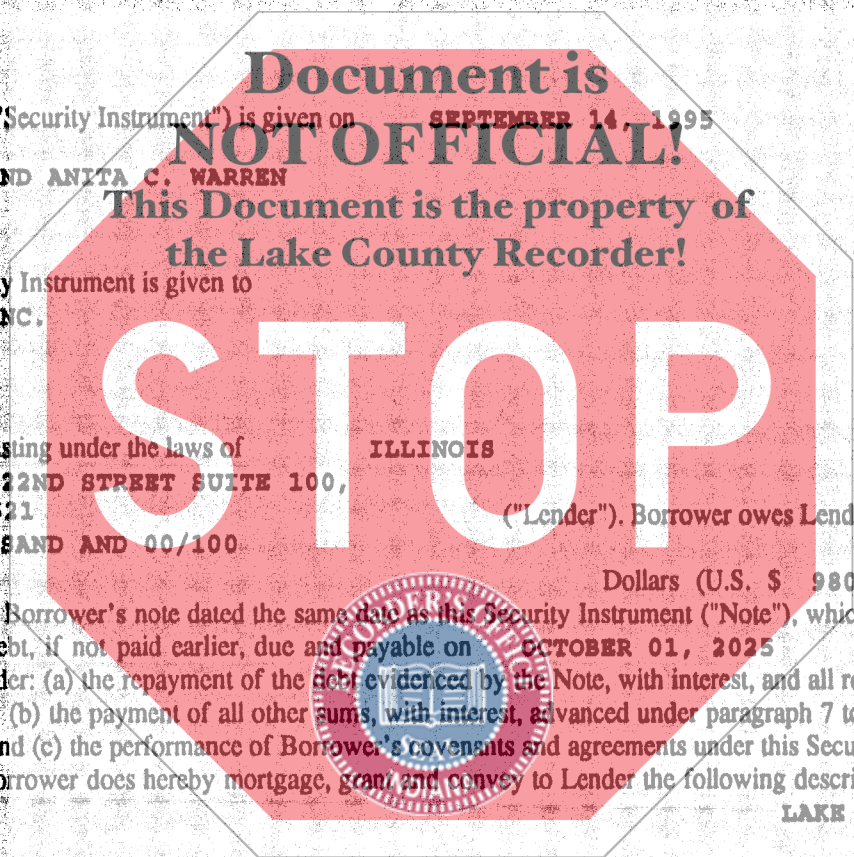 Document is
Security Instrument") is given on SEPTEMBER 14, 1995
NOT OFFICIAL!
ND ANITA C. WARREN
This Document is the property of
the Lake County Recorder!
y Instrument is given to
NC.
STOP
sting under the laws of ILLINOIS
22ND STREET SUITE 100,
521
("Lender"). Borrower owes Lend
SAND AND 00/100
Dollars (U.S. $ 980
Borrower's note dated the same date as this Security Instrument ("Note"), whic
ebt, if not paid earlier, due and payable on OCTOBER 01, 2025
der: (a) the repayment of the debt evidenced by the Note, with interest, and all re
(b) the payment of all other sums, with interest, advanced under paragraph 7 to
nd (c) the performance of Borrower's covenants and agreements under this Secu
orrower does hereby mortgage, grant and convey to Lender the following descri
LAKE
RECORDER'S OFFICE